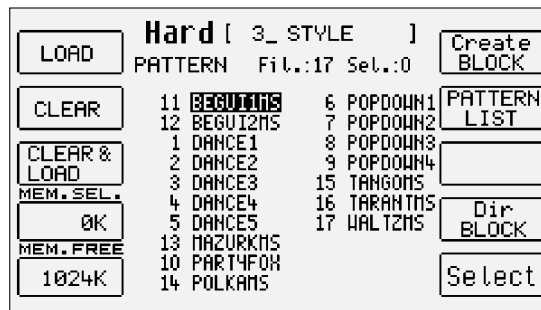 Hard [ 3_ STYLE ]
PATTERN Fil.:17 Sel.:0
LOAD
CLEAR
CLEAR &
LOAD
MEM.SEL.
0K
MEM.FREE
1024K
11 BEGUI1MS
12 BEGUI2MS
1 DANCE1
2 DANCE2
3 DANCE3
4 DANCE4
5 DANCE5
13 MAZURKMS
10 PARTYFOX
14 POLKAMS
6 POPDOWN1
7 POPDOWN2
8 POPDOWN3
9 POPDOWN4
15 TANGOMS
16 TARANTMS
17 WALTZMS
Create
BLOCK
PATTERN
LIST
Dir
BLOCK
Select